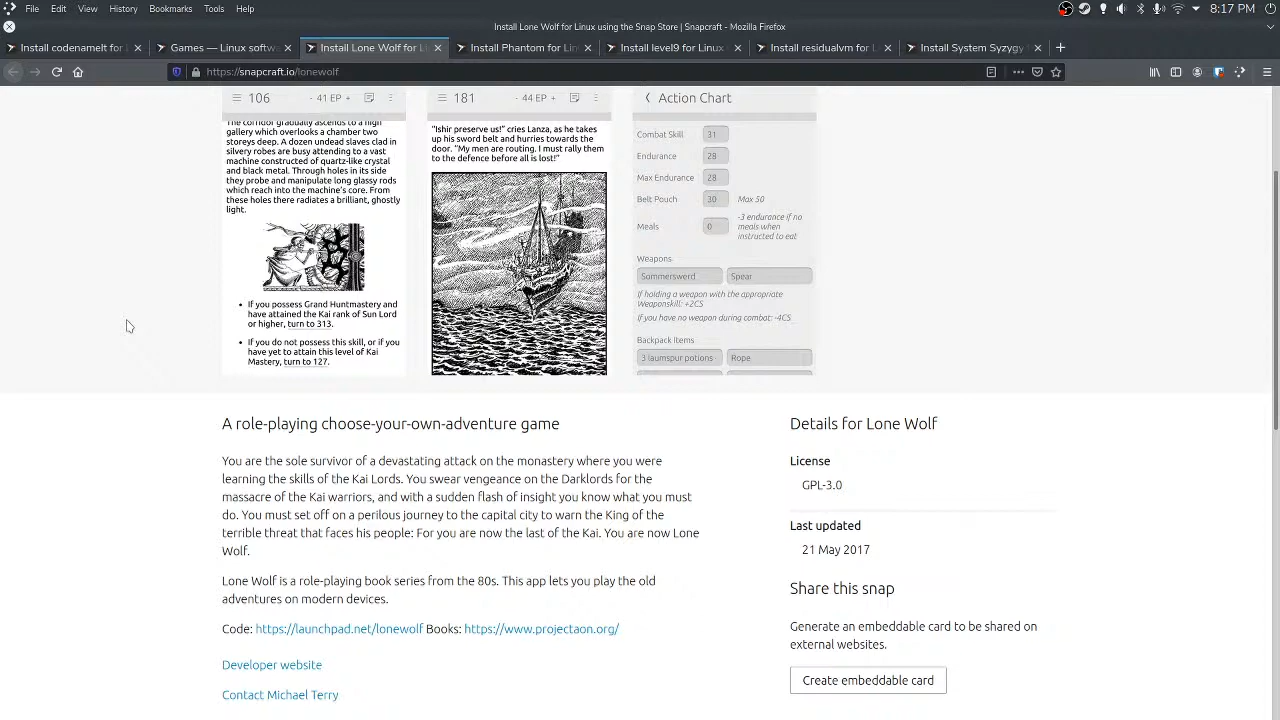 File Edit View History Bookmarks Tools Help
8:17 PM
Install Lone Wolf for Linux using the Snap Store | Snapcraft - Mozilla Firefox
Install codenamelt for L
Games — Linux softwa
Install Lone Wolf for Li
Install Phantom for Lin
Install level9 for Linux
Install residualvm for L
Install System Syzygy
https://snapcraft.io/lonewolf
106 - 41 EP +
The corridor gradually ascends to a high
gallery which overlooks a chamber two
storeys deep. A dozen undead slaves clad in
silvery robes are busy attending to a vast
machine constructed of quartz-like crystal
and black metal. Through holes in its side
they probe and manipulate long glassy rods
which reach into the machine's core. From
these holes there radiates a brilliant, ghostly
light.
• If you possess Grand Huntmastery and
have attained the Kai rank of Sun Lord
or higher, turn to 313.
• If you do not possess this skill, or if you
have yet to attain this level of Kai
Mastery, turn to 127.
181 - 44 EP +
"Ishir preserve us!" cries Lanza, as he takes
up his sword belt and hurries towards the
door. "My men are routing. I must rally them
to the defence before all is lost!"
Action Chart
Combat Skill 31
Endurance 28
Max Endurance 28
Belt Pouch 30 Max 50
Meals 0 -3 endurance if no
meals when
instructed to eat
Weapons:
Sommerswerd Spear
If holding a weapon with the appropriate
Weaponskill: +2CS
If you have no weapon during combat: -4CS
Backpack Items
3 laumspur potions Rope
A role-playing choose-your-own-adventure game
You are the sole survivor of a devastating attack on the monastery where you were
learning the skills of the Kai Lords. You swear vengeance on the Darklords for the
massacre of the Kai warriors, and with a sudden flash of insight you know what you must
do. You must set off on a perilous journey to the capital city to warn the King of the
terrible threat that faces his people: For you are now the last of the Kai. You are now Lone
Wolf.
Lone Wolf is a role-playing book series from the 80s. This app lets you play the old
adventures on modern devices.
Code: https://launchpad.net/lonewolf Books: https://www.projectaon.org/
Developer website
Contact Michael Terry
Details for Lone Wolf
License
GPL-3.0
Last updated
21 May 2017
Share this snap
Generate an embeddable card to be shared on
external websites.
Create embeddable card